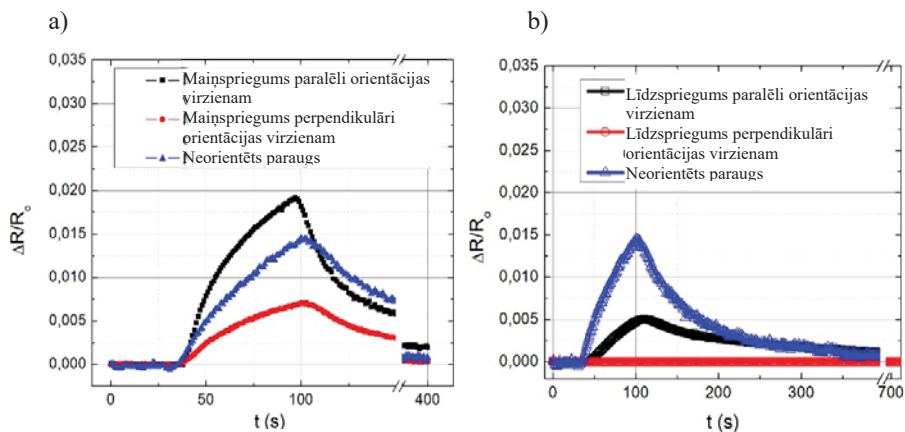 a)
0,035
0,030
0,025
0,020
0,015
0,010
0,005
0,000
ΔR/R₀
Maiņspriegums paralēli orientācijas
virzienam
Maiņspriegums perpendikulāri
orientācijas virzienam
Neorientēts paraugs
0
50
100
400
t (s)
b)
0,035
0,030
0,025
0,020
0,015
0,010
0,005
0,000
ΔR/R₀
Līdzspriegums paralēli orientācijas
virzienam
Līdzspriegums perpendikulāri
orientācijas virzienam
Neorientēts paraugs
0
100
200
300
700
t (s)